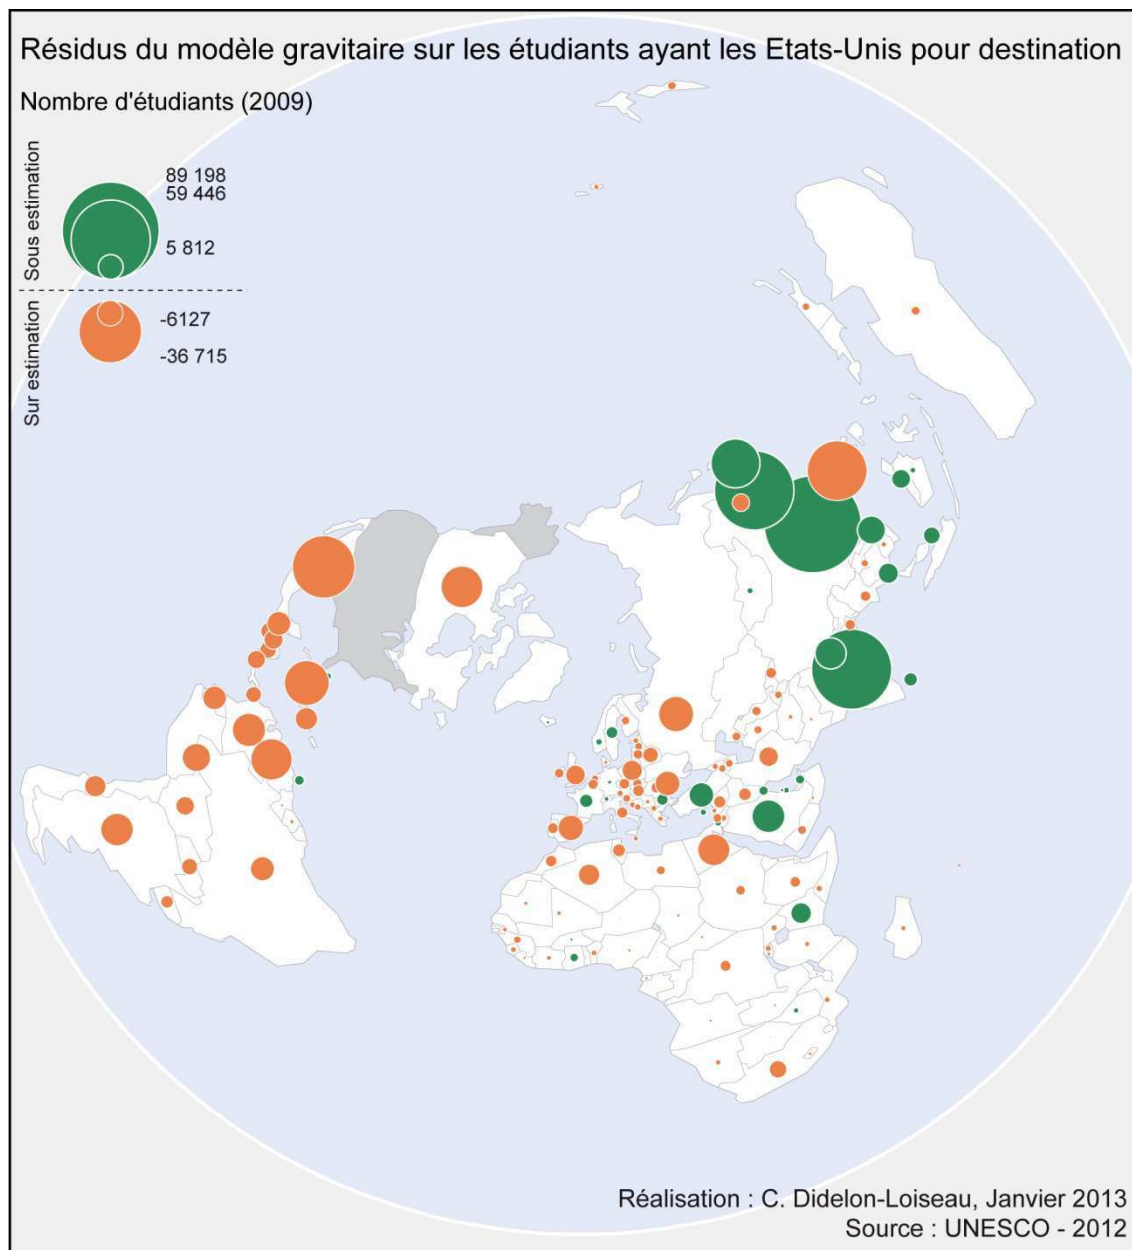 Résidus du modèle gravitaire sur les étudiants ayant les Etats-Unis pour destination
Nombre d'étudiants (2009)
Sous estimation
89 198
59 446
5 812
Sur estimation
-6127
-36 715
Réalisation : C. Didelon-Loiseau, Janvier 2013
Source : UNESCO - 2012